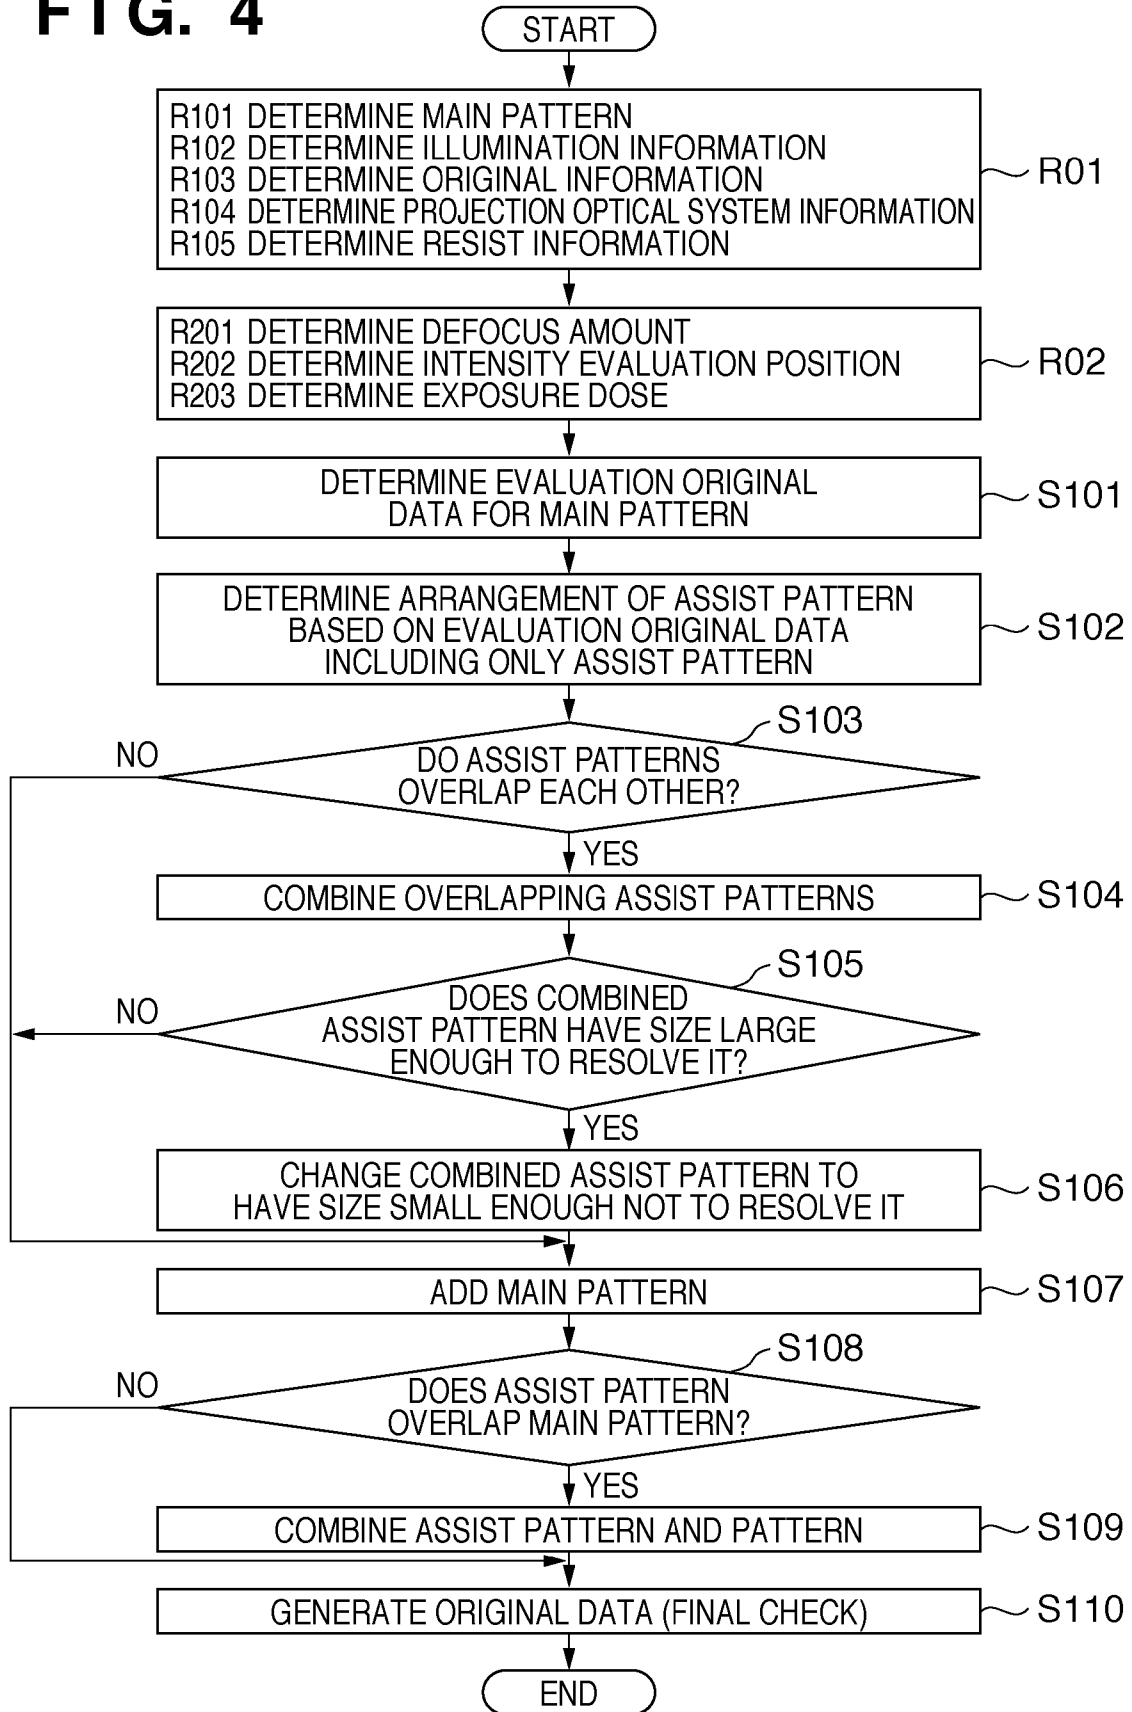 FIG. 4
START
R101 DETERMINE MAIN PATTERN
R102 DETERMINE ILLUMINATION INFORMATION
R103 DETERMINE ORIGINAL INFORMATION
R104 DETERMINE PROJECTION OPTICAL SYSTEM INFORMATION
R105 DETERMINE RESIST INFORMATION
R01
R201 DETERMINE DEFOCUS AMOUNT
R202 DETERMINE INTENSITY EVALUATION POSITION
R203 DETERMINE EXPOSURE DOSE
R02
DETERMINE EVALUATION ORIGINAL
DATA FOR MAIN PATTERN
S101
DETERMINE ARRANGEMENT OF ASSIST PATTERN
BASED ON EVALUATION ORIGINAL DATA
INCLUDING ONLY ASSIST PATTERN
S102
S103
NO
DO ASSIST PATTERNS
OVERLAP EACH OTHER?
YES
COMBINE OVERLAPPING ASSIST PATTERNS
S104
S105
NO
DOES COMBINED
ASSIST PATTERN HAVE SIZE LARGE
ENOUGH TO RESOLVE IT?
YES
CHANGE COMBINED ASSIST PATTERN TO
HAVE SIZE SMALL ENOUGH NOT TO RESOLVE IT
S106
ADD MAIN PATTERN
S107
S108
NO
DOES ASSIST PATTERN
OVERLAP MAIN PATTERN?
YES
COMBINE ASSIST PATTERN AND PATTERN
S109
GENERATE ORIGINAL DATA (FINAL CHECK)
S110
END